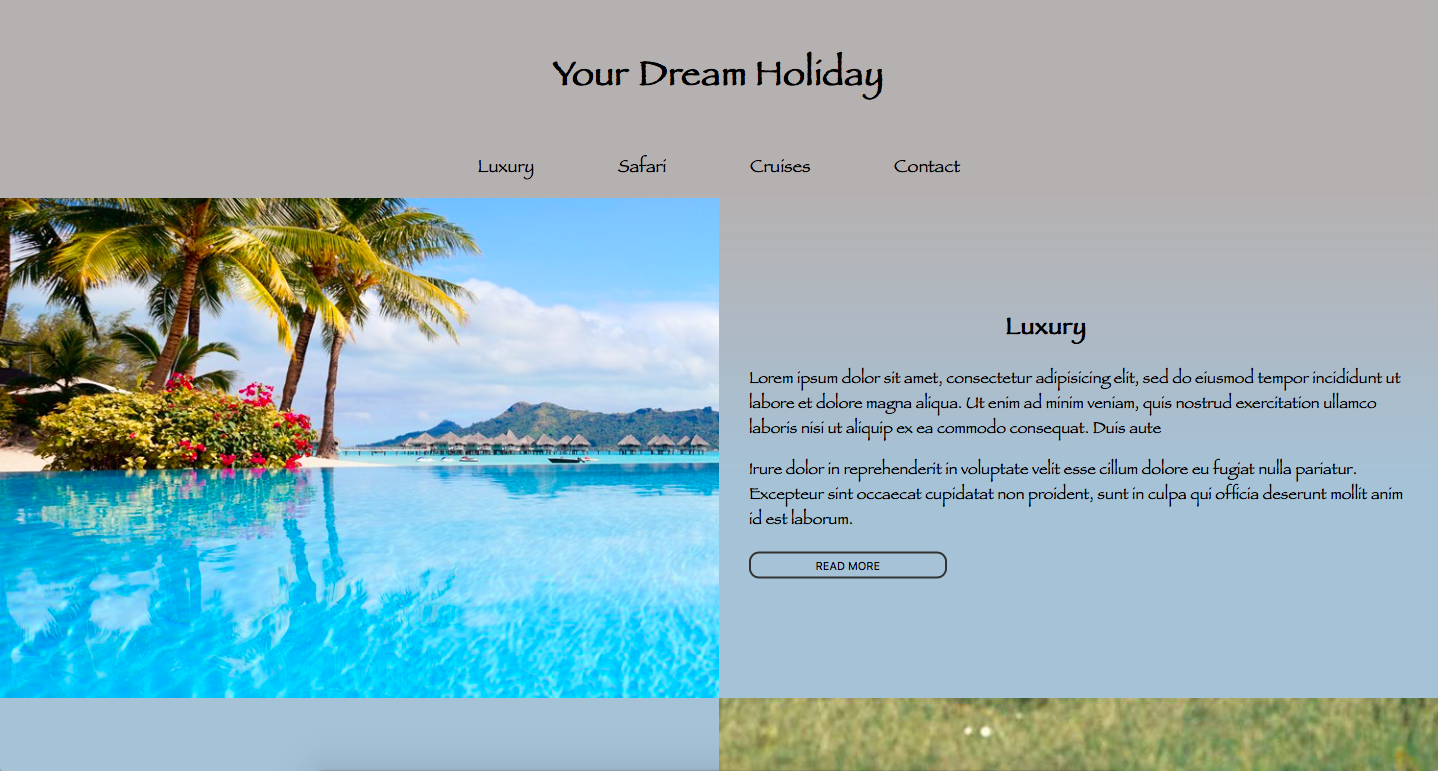 Your Dream Holiday
Luxury Safari Cruises Contact
Luxury
Lorem ipsum dolor sit amet, consectetur adipisicing elit, sed do eiusmod tempor incididunt ut
labore et dolore magna aliqua. Ut enim ad minim veniam, quis nostrud exercitation ullamco
laboris nisi ut aliquip ex ea commodo consequat. Duis aute
Irure dolor in reprehenderit in voluptate velit esse cillum dolore eu fugiat nulla pariatur.
Excepteur sint occaecat cupidatat non proident, sunt in culpa qui officia deserunt mollit anim
id est laborum.
READ MORE